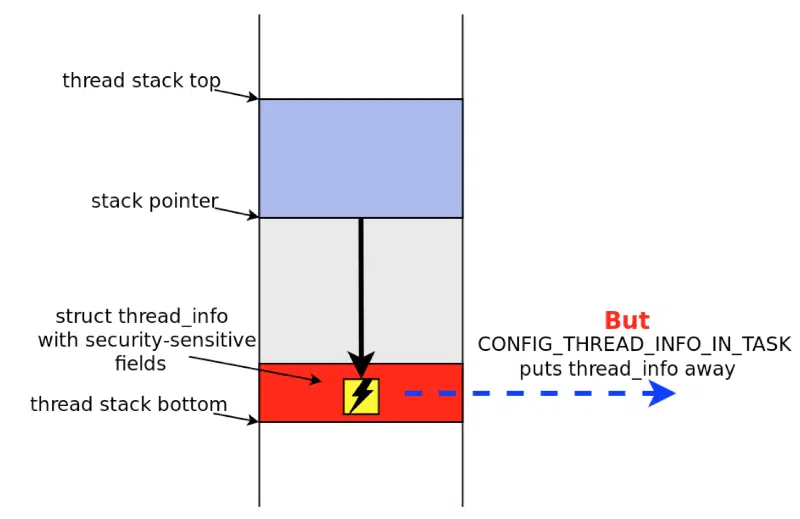 thread stack top
stack pointer
struct thread_info
with security-sensitive
fields
thread stack bottom
But
CONFIG_THREAD_INFO_IN_TASK
puts thread_info away